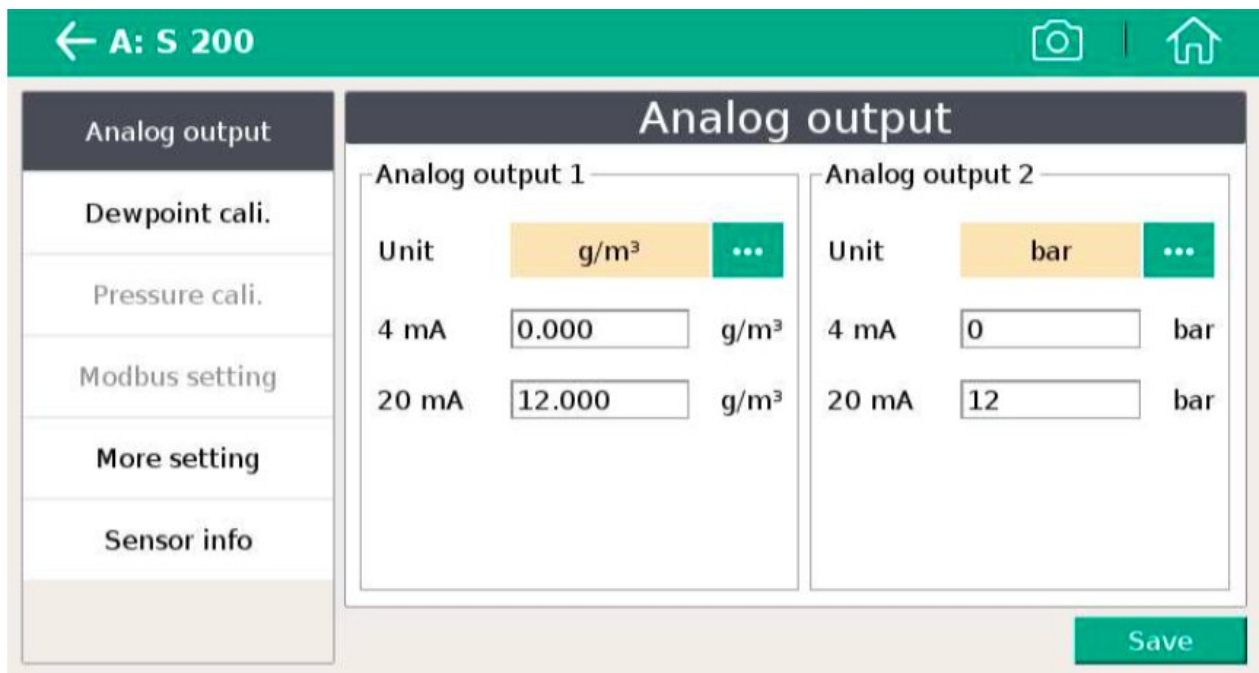 A: S 200
Analog output
Dewpoint cali.
Pressure cali.
Modbus setting
More setting
Sensor info
Analog output
Analog output 1
Unit g/m³ ...
4 mA 0.000 g/m³
20 mA 12.000 g/m³
Analog output 2
Unit bar ...
4 mA 0 bar
20 mA 12 bar
Save